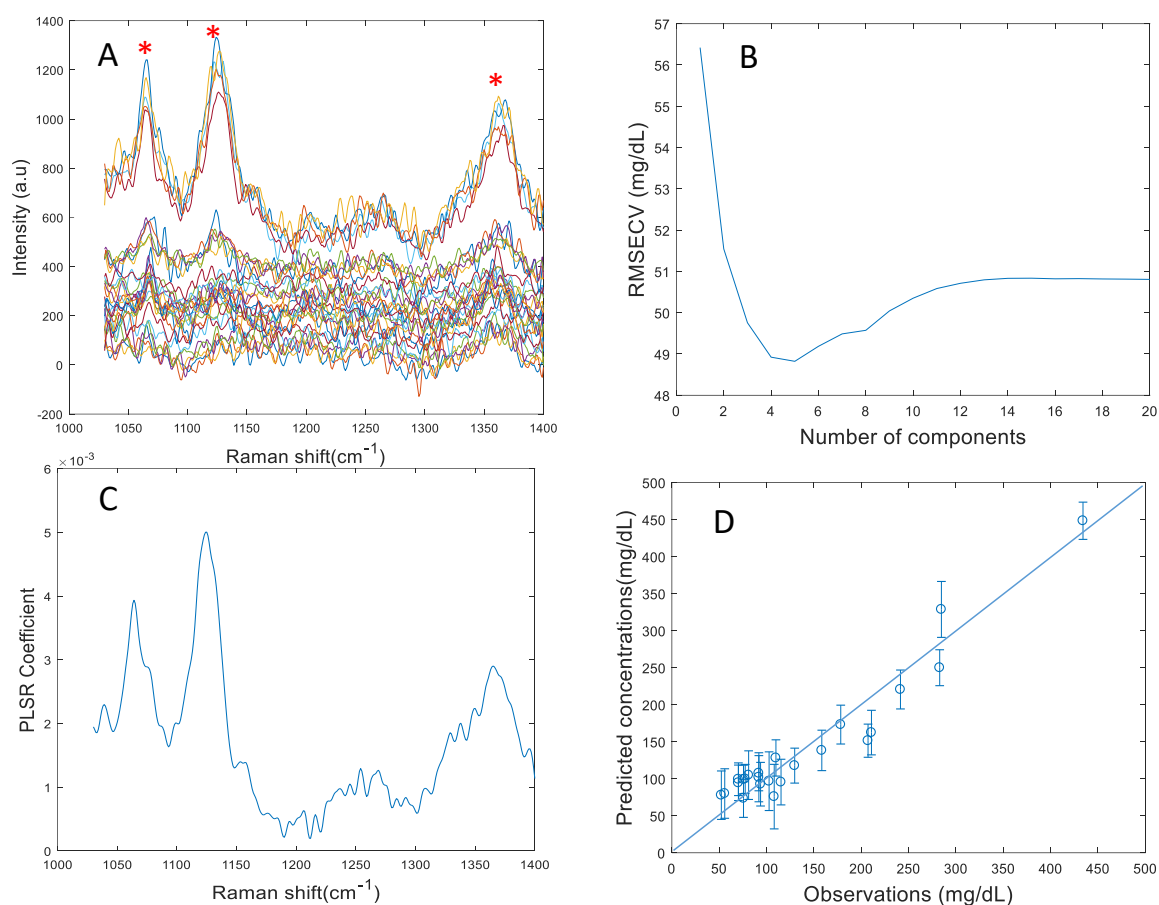 A
* * *
1400
1200
1000
800
600
400
200
0
-200
1000 1050 1100 1150 1200 1250 1300 1350 1400
Intensity (a.u)
Raman shift(cm⁻¹)
B
57
56
55
54
53
52
51
50
49
48
0 2 4 6 8 10 12 14 16 18 20
RMSECV (mg/dL)
Number of components
C
× 10⁻³
6
5
4
3
2
1
0
1000 1050 1100 1150 1200 1250 1300 1350 1400
PLSR Coefficient
Raman shift(cm⁻¹)
D
500
450
400
350
300
250
200
150
100
50
0
0 50 100 150 200 250 300 350 400 450 500
Predicted concentrations(mg/dL)
Observations (mg/dL)